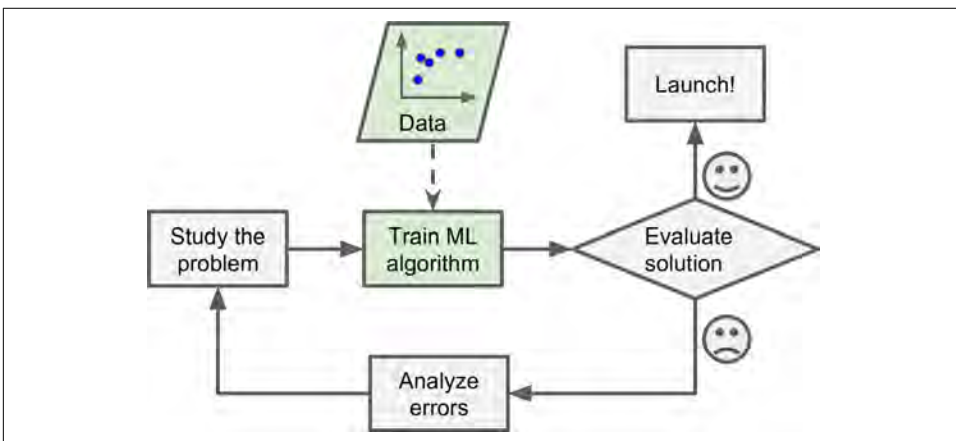 Data
Launch!
Study the
problem
Train ML
algorithm
Evaluate
solution
Analyze
errors